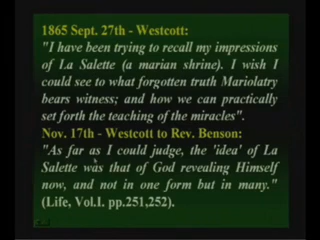 1865 Sept. 27th - Westcott:
"I have been trying to recall my impressions
of La Salette (a marian shrine). I wish I
could see to what forgotten truth Mariolatry
bears witness; and how we can practically
set forth the teaching of the miracles".
Nov. 17th - Westcott to Rev. Benson:
"As far as I could judge, the 'idea' of La
Salette was that of God revealing Himself
now, and not in one form but in many."
(Life, Vol.I. pp.251,252).